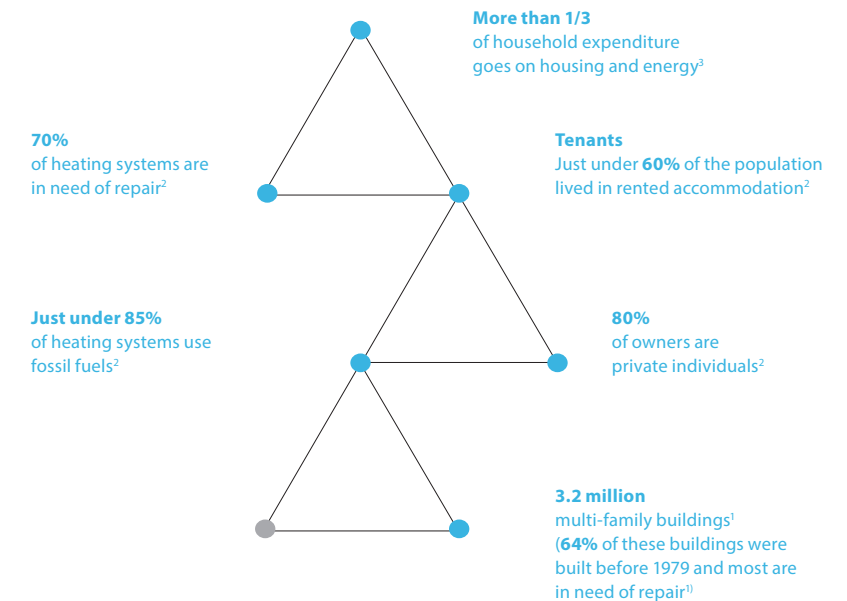 More than 1/3
of household expenditure
goes on housing and energy³
70%
of heating systems are
in need of repair²
Tenants
Just under 60% of the population
lived in rented accommodation²
Just under 85%
of heating systems use
fossil fuels²
80%
of owners are
private individuals²
3.2 million
multi-family buildings¹
(64% of these buildings were
built before 1979 and most are
in need of repair¹⁾